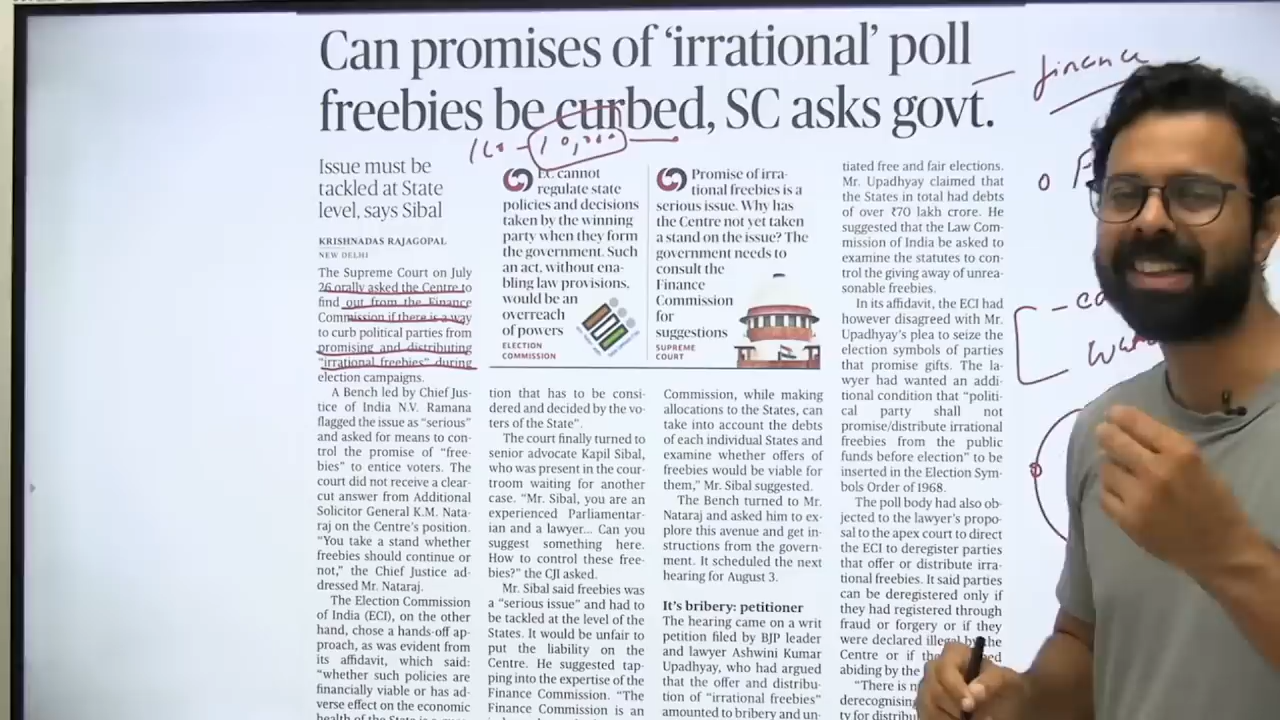 Can promises of ‘irrational’ poll
freebies be curbed, SC asks govt.
finance
10,000
Issue must be
tackled at State
level, says Sibal
KRISHNADAS RAJAGOPAL
NEW DELHI
The Supreme Court on July
26 orally asked the Centre to
find out from the Finance
Commission if there is a way
to curb political parties from
promising and distributing
“irrational freebies” during
election campaigns.
A Bench led by Chief Jus-
tice of India N.V. Ramana
flagged the issue as “serious”
and asked for means to con-
trol the promise of “free-
bies” to entice voters. The
court did not receive a clear-
cut answer from Additional
Solicitor General K.M. Nata-
raj on the Centre’s position.
“You take a stand whether
freebies should continue or
not,” the Chief Justice ad-
dressed Mr. Nataraj.
The Election Commission
of India (ECI), on the other
hand, chose a hands-off ap-
proach, as was evident from
its affidavit, which said:
“whether such policies are
financially viable or has ad-
verse effect on the economic
health of the State is a
EC cannot
regulate state
policies and decisions
taken by the winning
party when they form
the government. Such
an act, without ena-
bling law provisions,
would be an
overreach
of powers
ELECTION
COMMISSION
Promise of irra-
tional freebies is a
serious issue. Why has
the Centre not yet taken
a stand on the issue? The
government needs to
consult the
Finance
Commission
for
suggestions
SUPREME
COURT
tion that has to be consi-
dered and decided by the vo-
ters of the State”.
The court finally turned to
senior advocate Kapil Sibal,
who was present in the cour-
troom waiting for another
case. “Mr. Sibal, you are an
experienced Parliamentar-
ian and a lawyer... Can you
suggest something here.
How to control these free-
bies?” the CJI asked.
Mr. Sibal said freebies was
a “serious issue” and had to
be tackled at the level of the
States. It would be unfair to
put the liability on the
Centre. He suggested tap-
ping into the expertise of the
Finance Commission. “The
Finance Commission is an
Commission, while making
allocations to the States, can
take into account the debts
of each individual States and
examine whether offers of
freebies would be viable for
them,” Mr. Sibal suggested.
The Bench turned to Mr.
Nataraj and asked him to ex-
plore this avenue and get in-
structions from the govern-
ment. It scheduled the next
hearing for August 3.
It’s bribery: petitioner
The hearing came on a writ
petition filed by BJP leader
and lawyer Ashwini Kumar
Upadhyay, who had argued
that the offer and distribu-
tion of “irrational freebies”
amounted to bribery and un-
tiated free and fair elections.
Mr. Upadhyay claimed that
the States in total had debts
of over ₹70 lakh crore. He
suggested that the Law Com-
mission of India be asked to
examine the statutes to con-
trol the giving away of unrea-
sonable freebies.
In its affidavit, the ECI had
however disagreed with Mr.
Upadhyay’s plea to seize the
election symbols of parties
that promise gifts. The la-
wyer had wanted an addi-
tional condition that “politi-
cal party shall not
promise/distribute irrational
freebies from the public
funds before election” to be
inserted in the Election Sym-
bols Order of 1968.
The poll body had also ob-
jected to the lawyer’s propo-
sal to the apex court to direct
the ECI to deregister parties
that offer or distribute irra-
tional freebies. It said parties
can be deregistered only if
they had registered through
fraud or forgery or if they
were declared illegal by the
Centre or if
abiding by the
“There is
derecognising
ty for distribu